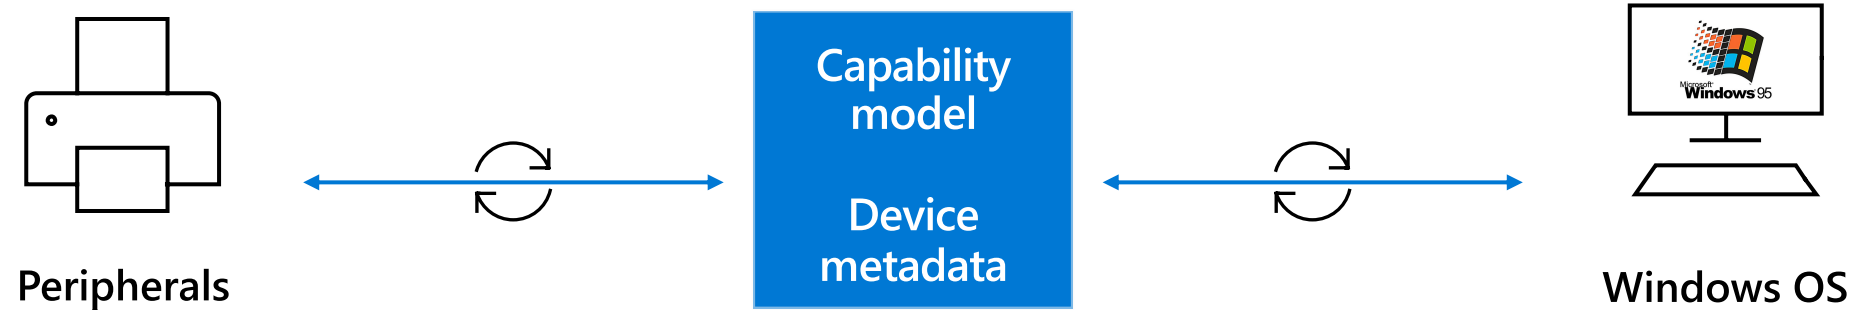 Capability
model
Device
metadata
Microsoft
Windows 95
Peripherals
Windows OS